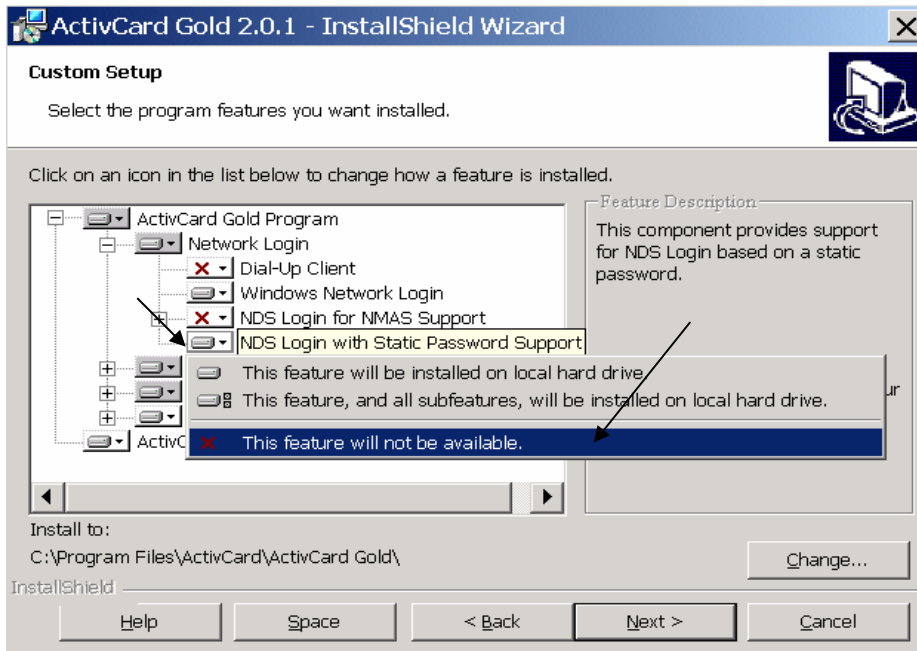 ActivCard Gold 2.0.1 - InstallShield Wizard
Custom Setup
Select the program features you want installed.
Click on an icon in the list below to change how a feature is installed.
ActivCard Gold Program
Network Login
Dial-Up Client
Windows Network Login
NDS Login for NMAS Support
NDS Login with Static Password Support
This feature will be installed on local hard drive.
This feature, and all subfeatures, will be installed on local hard drive.
ActivC
This feature will not be available.
Feature Description
This component provides support
for NDS Login based on a static
password.
ur
Install to:
C:\Program Files\ActivCard\ActivCard Gold\
Change...
InstallShield
Help
Space
< Back
Next >
Cancel